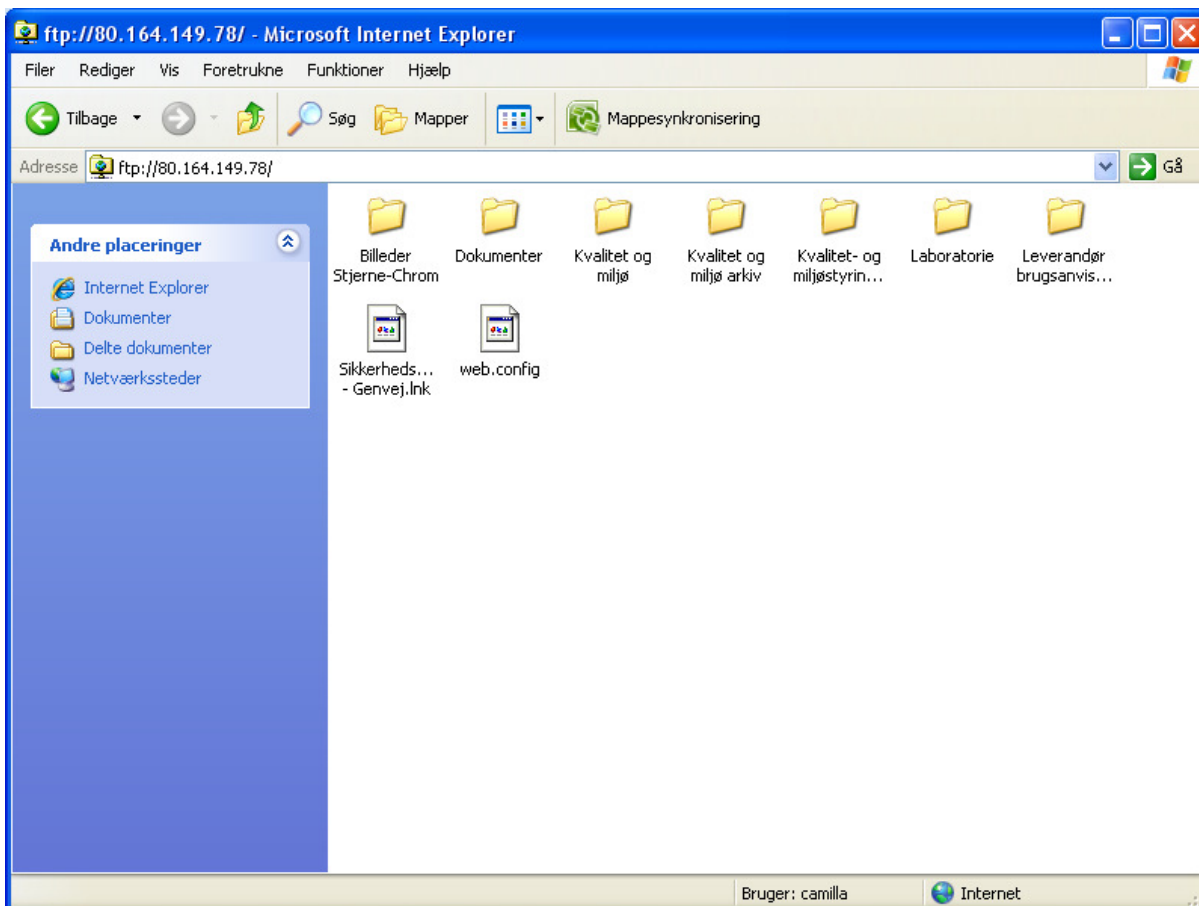 ftp://80.164.149.78/ - Microsoft Internet Explorer
Filer Rediger Vis Foretrukne Funktioner Hjælp
Tilbage Søg Mapper Mappesynkronisering
Adresse ftp://80.164.149.78/ Gå
Andre placeringer
Internet Explorer
Dokumenter
Delte dokumenter
Netværkssteder
Billeder
Stjerne-Chrom
Dokumenter
Kvalitet og
miljø
Kvalitet og
miljø arkiv
Kvalitet- og
miljøstyrin...
Laboratorie
Leverandør
brugsanvis...
Sikkerheds...
- Genvej.lnk
web.config
Bruger: camilla Internet